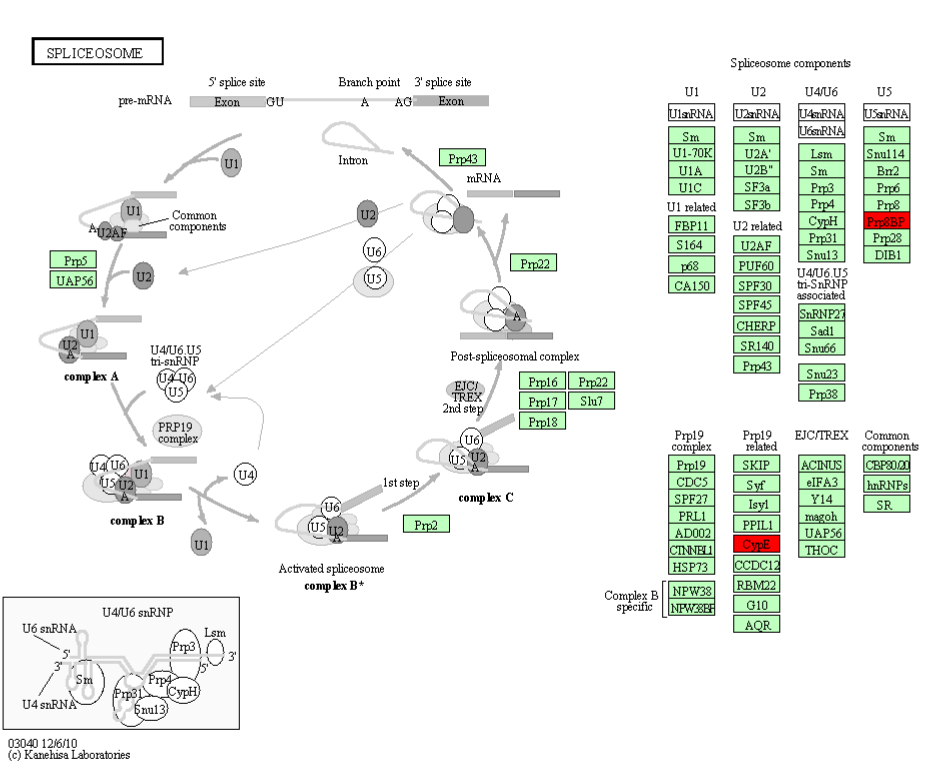 SPLICEOSOME
5' splice site
Branch point
3' splice site
pre-mRNA
Exon
GU
A
AG
Exon
U1
Intron
Prp43
mRNA
U1
A
U2AF
Common
components
U2
U6
U5
Prp5
UAP56
U2
Prp22
U1
U2
A
complex A
U4/U6.U5
tri-snRNP
U4
U6
U5
A
Post-spliceosomal complex
PRP19
complex
EJC/
TREX
2nd step
Prp16
Prp22
Prp17
Slu7
Prp18
U4
U6
U1
U5
U2
A
complex B
U4
U1
U6
U5
U2
A
complex C
1st step
U6
U5
U2
A
Prp2
Activated spliceosome
complex B*
U4/U6 snRNP
U6 snRNA
5'
3'
U4 snRNA
Sm
Prp3
Lsm
3'
5'
Prp4
CypH
Prp31
Snu13
03040 12/6/10
(c) Kanehisa Laboratories
Spliceosome components
U1
U1snRNA
Sm
U1-70K
U1A
U1C
U1 related
FBP11
S164
p68
CA150
U2
U2snRNA
Sm
U2A'
U2B"
SF3a
SF3b
U2 related
U2AF
PUF60
SPF30
SPF45
CHERP
SR140
Prp43
U4/U6
U4snRNA
U6snRNA
Lsm
Sm
Prp3
Prp4
CypH
Prp31
Snu13
U4/U6.U5
tri-SnRNP
associated
SnRNP27
Sad1
Snu66
Snu23
Prp38
U5
U5snRNA
Sm
Snu114
Brr2
Prp6
Prp8
Prp8BP
Prp28
DIB1
Prp19
complex
Prp19
CDC5
SPF27
PRL1
AD002
CTNNBL1
HSP73
Complex B
specific
NPW38
NPW38BP
Prp19
related
SKIP
Syf
Isy1
PPIL1
CypE
CCDC12
RBM22
G10
AQR
EJC/TREX
ACINUS
eIFA3
Y14
magoh
UAP56
THOC
Common
components
CBP80/20
hnRNPs
SR